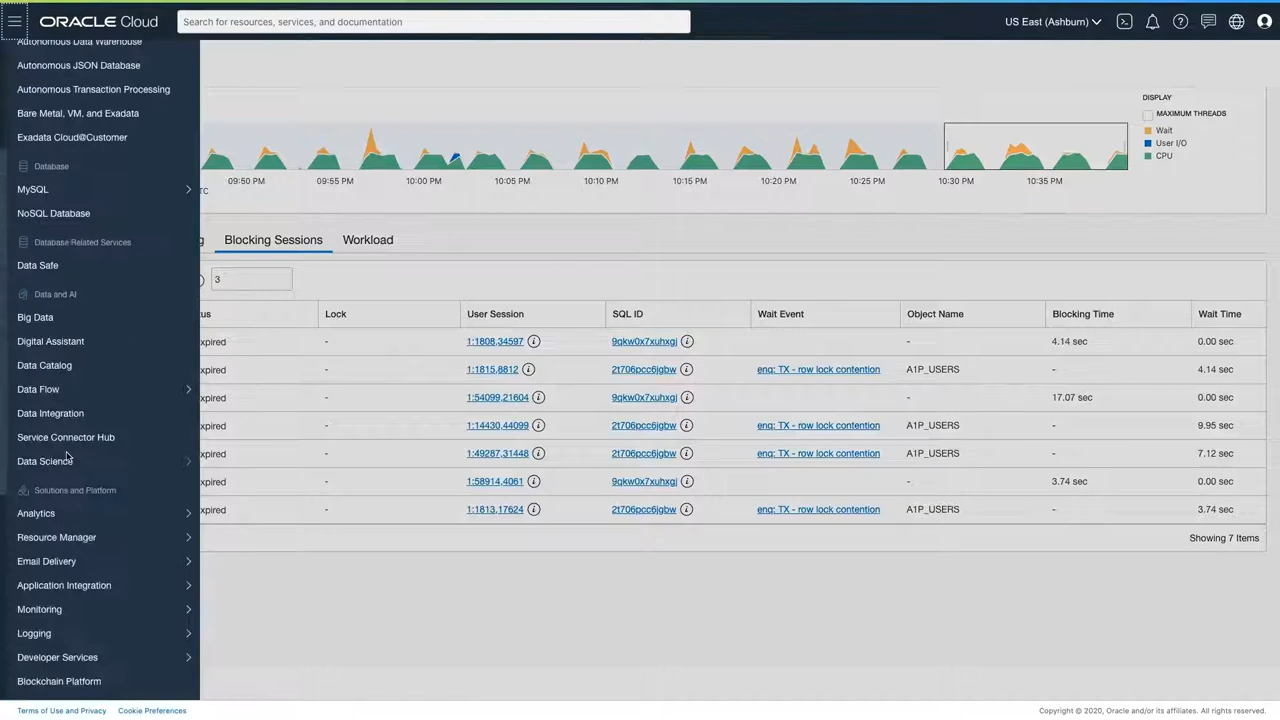 ORACLE Cloud
Search for resources, services, and documentation
US East (Ashburn)
Autonomous Data Warehouse
Autonomous JSON Database
Autonomous Transaction Processing
Bare Metal, VM, and Exadata
Exadata Cloud@Customer
Database
MySQL
NoSQL Database
Database Related Services
Data Safe
Data and AI
Big Data
Digital Assistant
Data Catalog
Data Flow
Data Integration
Service Connector Hub
Data Science
Solutions and Platform
Analytics
Resource Manager
Email Delivery
Application Integration
Monitoring
Logging
Developer Services
Blockchain Platform
DISPLAY
MAXIMUM THREADS
Wait
User I/O
CPU
09:50 PM 09:55 PM 10:00 PM 10:05 PM 10:10 PM 10:15 PM 10:20 PM 10:25 PM 10:30 PM 10:35 PM
TC
g Blocking Sessions Workload
3
us Lock User Session SQL ID Wait Event Object Name Blocking Time Wait Time
xpired - 1:1808,34597 9qkw0x7xuhxgj - 4.14 sec 0.00 sec
xpired - 1:1815,8812 2t706pcc6jgbw enq: TX - row lock contention A1P_USERS - 4.14 sec
xpired - 1:54099,21604 9qkw0x7xuhxgj - 17.07 sec 0.00 sec
xpired - 1:14430,44099 2t706pcc6jgbw enq: TX - row lock contention A1P_USERS - 9.95 sec
xpired - 1:49287,31448 2t706pcc6jgbw enq: TX - row lock contention A1P_USERS - 7.12 sec
xpired - 1:58914,4061 9qkw0x7xuhxgj - 3.74 sec 0.00 sec
xpired - 1:1813,17624 2t706pcc6jgbw enq: TX - row lock contention A1P_USERS - 3.74 sec
Showing 7 Items
Terms of Use and Privacy Cookie Preferences
Copyright © 2020, Oracle and/or its affiliates. All rights reserved.